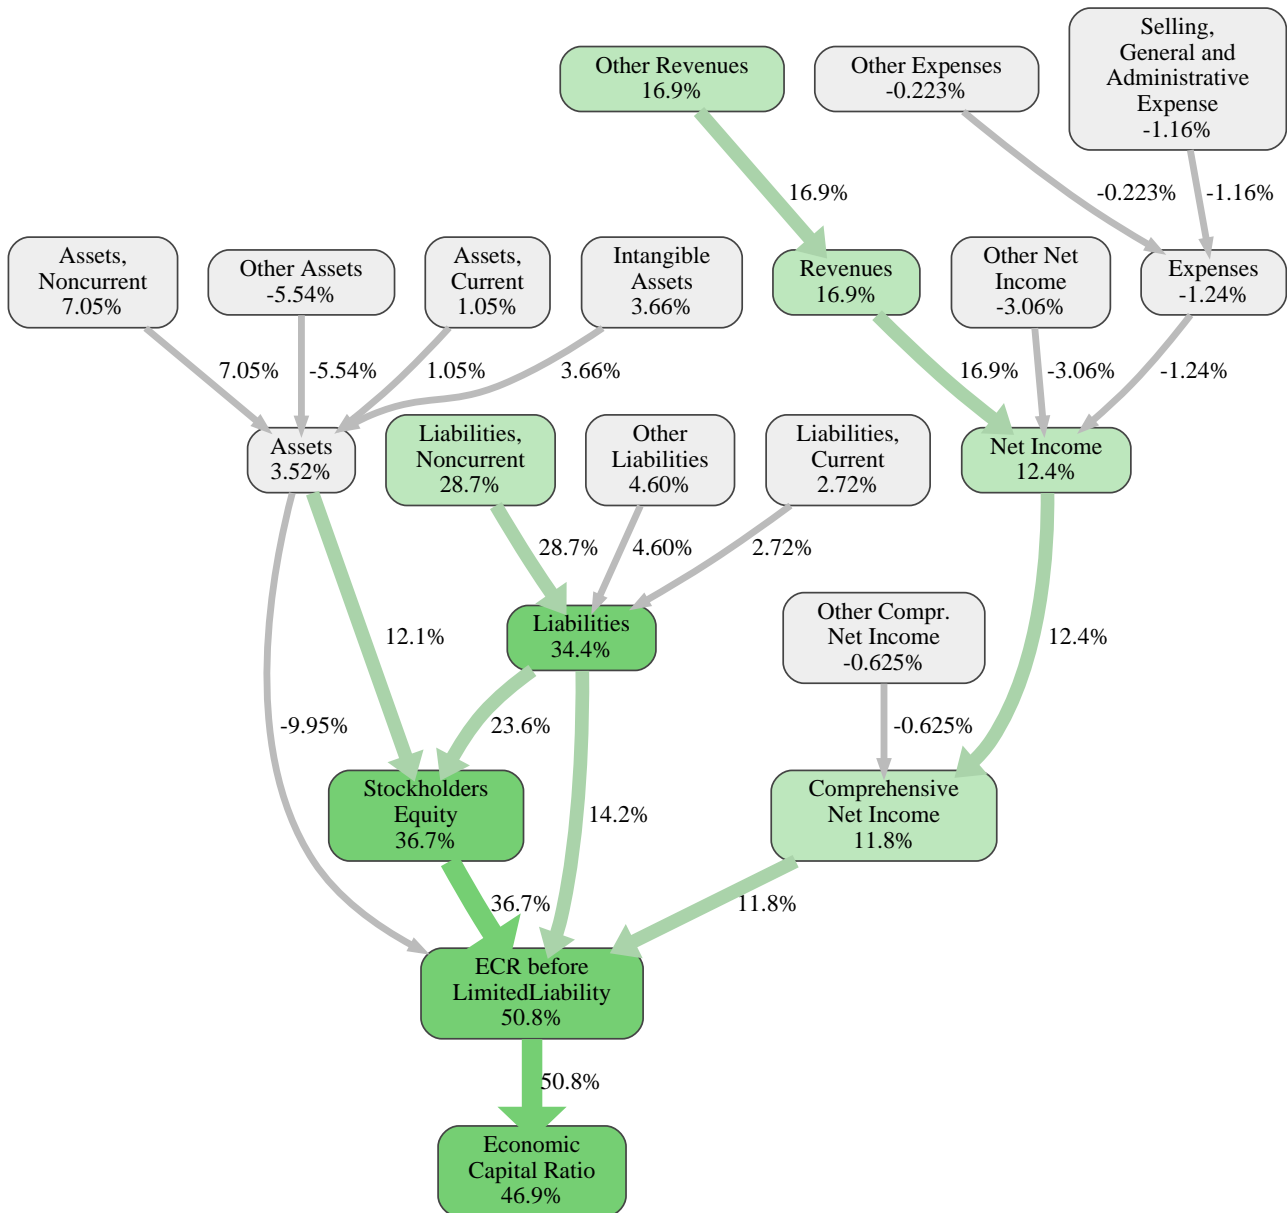 Selling,
General and
Administrative
Expense
-1.16%
Other Revenues
16.9%
Other Expenses
-0.223%
16.9%
-0.223%
-1.16%
Assets,
Noncurrent
7.05%
Other Assets
-5.54%
Assets,
Current
1.05%
Intangible
Assets
3.66%
Revenues
16.9%
Other Net
Income
-3.06%
Expenses
-1.24%
7.05%
-5.54%
1.05%
3.66%
16.9%
-3.06%
-1.24%
Assets
3.52%
Liabilities,
Noncurrent
28.7%
Other
Liabilities
4.60%
Liabilities,
Current
2.72%
Net Income
12.4%
28.7%
4.60%
2.72%
Liabilities
34.4%
Other Compr.
Net Income
-0.625%
12.1%
12.4%
-9.95%
23.6%
-0.625%
Stockholders
Equity
36.7%
14.2%
Comprehensive
Net Income
11.8%
36.7%
11.8%
ECR before
LimitedLiability
50.8%
50.8%
Economic
Capital Ratio
46.9%